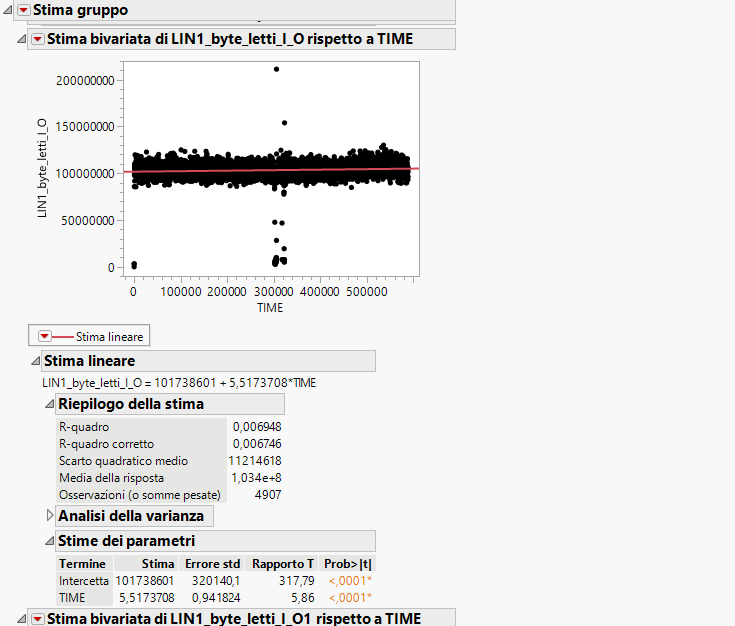 Stima gruppo
Stima bivariata di LIN1_byte_letti_I_O rispetto a TIME
200000000
150000000
100000000
50000000
0
LIN1_byte_letti_I_O
0 100000 200000 300000 400000 500000
TIME
Stima lineare
Stima lineare
LIN1_byte_letti_I_O = 101738601 + 5,5173708*TIME
Riepilogo della stima
R-quadro 0,006948
R-quadro corretto 0,006746
Scarto quadratico medio 11214618
Media della risposta 1,034e+8
Osservazioni (o somme pesate) 4907
Analisi della varianza
Stime dei parametri
Termine Stima Errore std Rapporto T Prob>|t|
Intercetta 101738601 320140,1 317,79 <,0001*
TIME 5,5173708 0,941824 5,86 <,0001*
Stima bivariata di LIN1_byte_letti_I_O1 rispetto a TIME